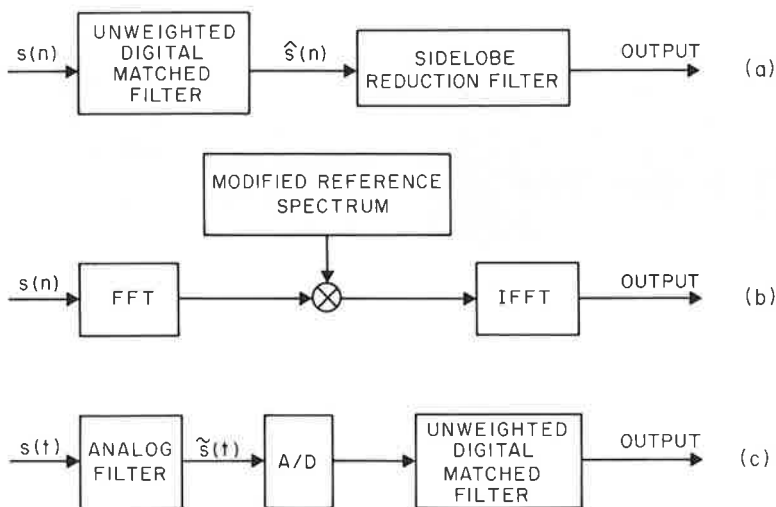 s(n)
UNWEIGHTED
DIGITAL
MATCHED
FILTER
ŝ(n)
SIDELOBE
REDUCTION FILTER
OUTPUT
(a)
MODIFIED REFERENCE
SPECTRUM
s(n)
FFT
IFFT
OUTPUT
(b)
s(t)
ANALOG
FILTER
s̃(t)
A/D
UNWEIGHTED
DIGITAL
MATCHED
FILTER
OUTPUT
(c)